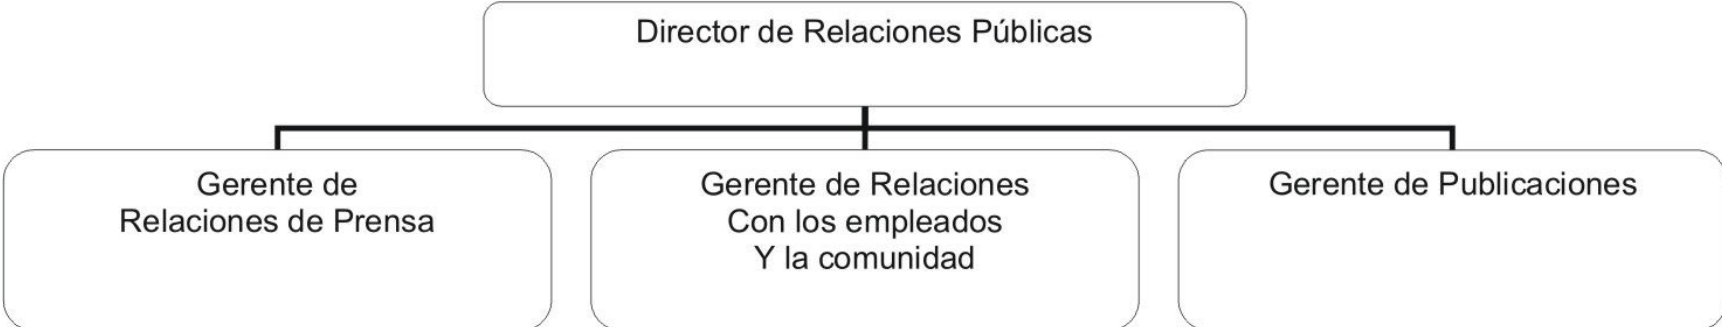 Director de Relaciones Públicas
Gerente de
Relaciones de Prensa
Gerente de Relaciones
Con los empleados
Y la comunidad
Gerente de Publicaciones